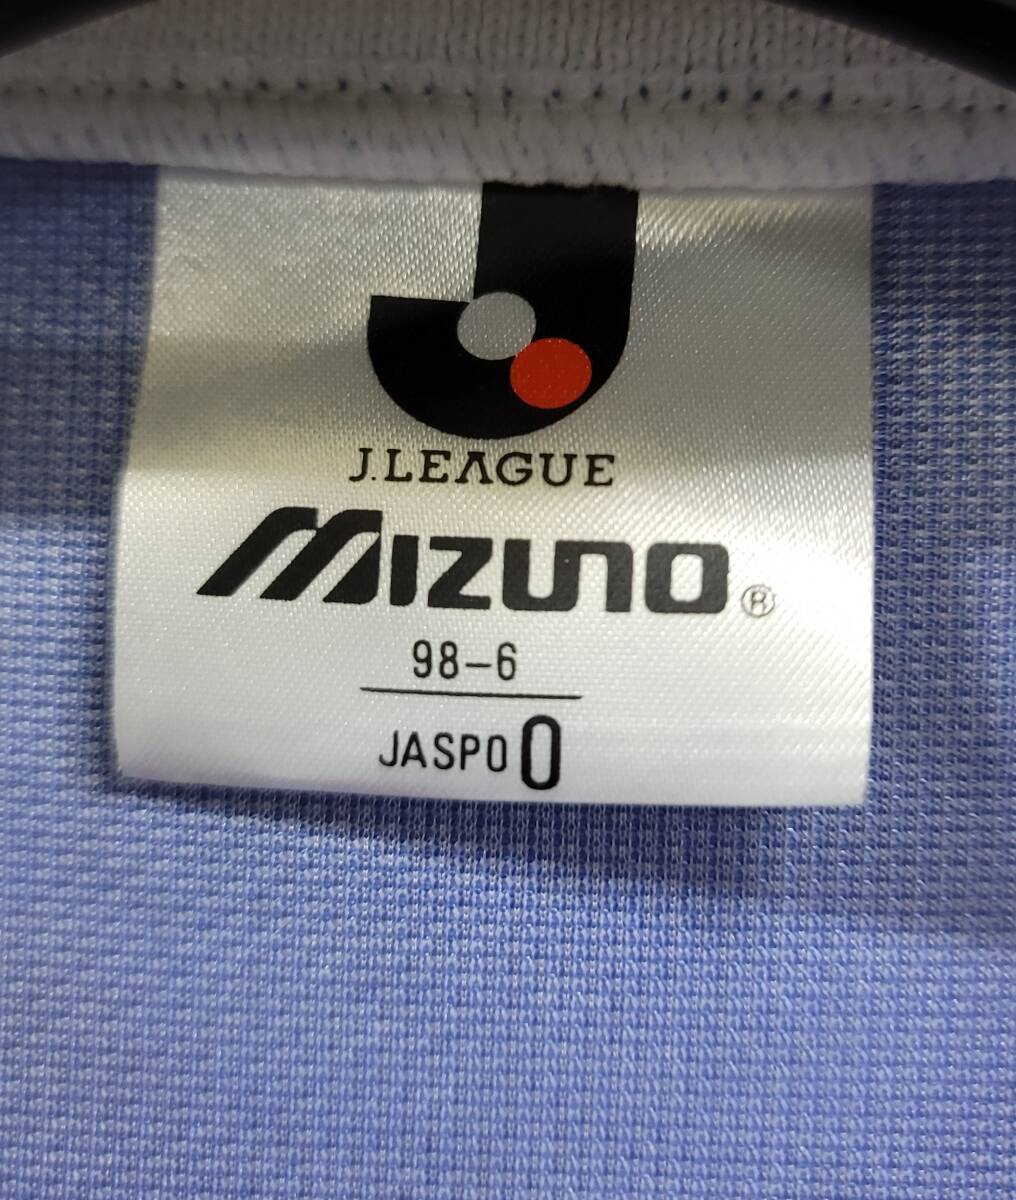 J
J.LEAGUE
MIZUNO ®
98-6
JASPO O